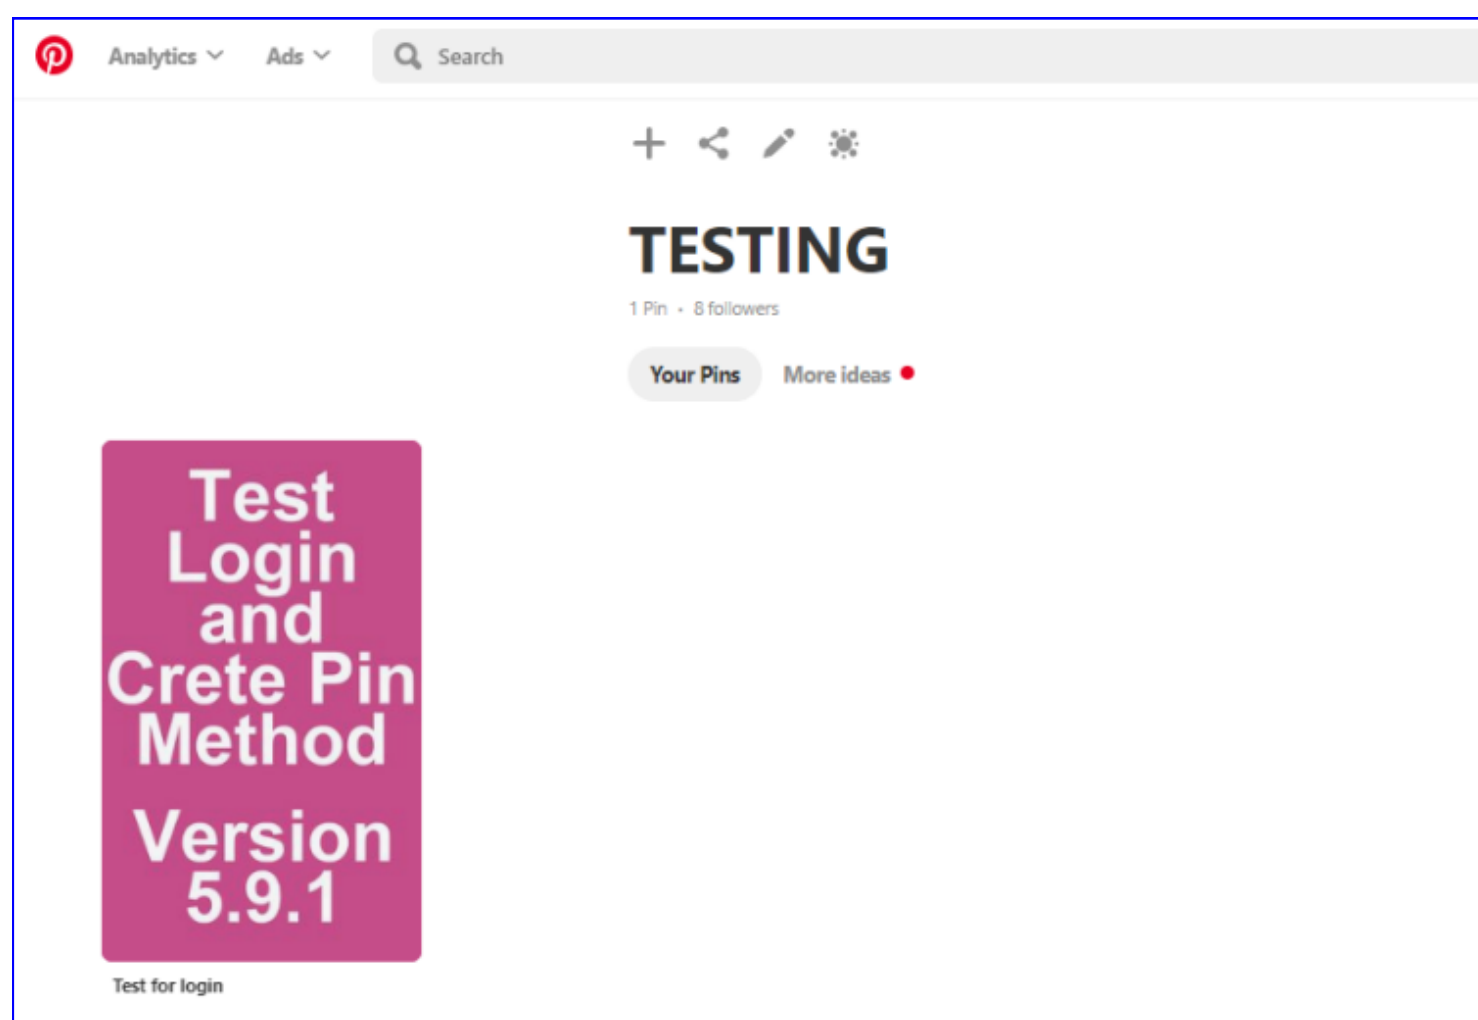 Analytics Ads Search
TESTING
1 Pin • 8 followers
Your Pins More ideas
Test
Login
and
Crete Pin
Method
Version
5.9.1
Test for login